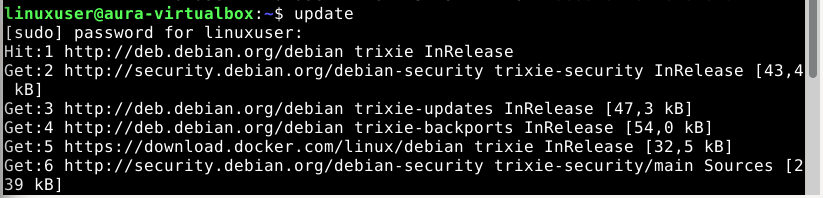 linuxuser@aura-virtualbox:~$ update
[sudo] password for linuxuser:
Hit:1 http://deb.debian.org/debian trixie InRelease
Get:2 http://security.debian.org/debian-security trixie-security InRelease [43,4
 kB]
Get:3 http://deb.debian.org/debian trixie-updates InRelease [47,3 kB]
Get:4 http://deb.debian.org/debian trixie-backports InRelease [54,0 kB]
Get:5 https://download.docker.com/linux/debian trixie InRelease [32,5 kB]
Get:6 http://security.debian.org/debian-security trixie-security/main Sources [2
39 kB]